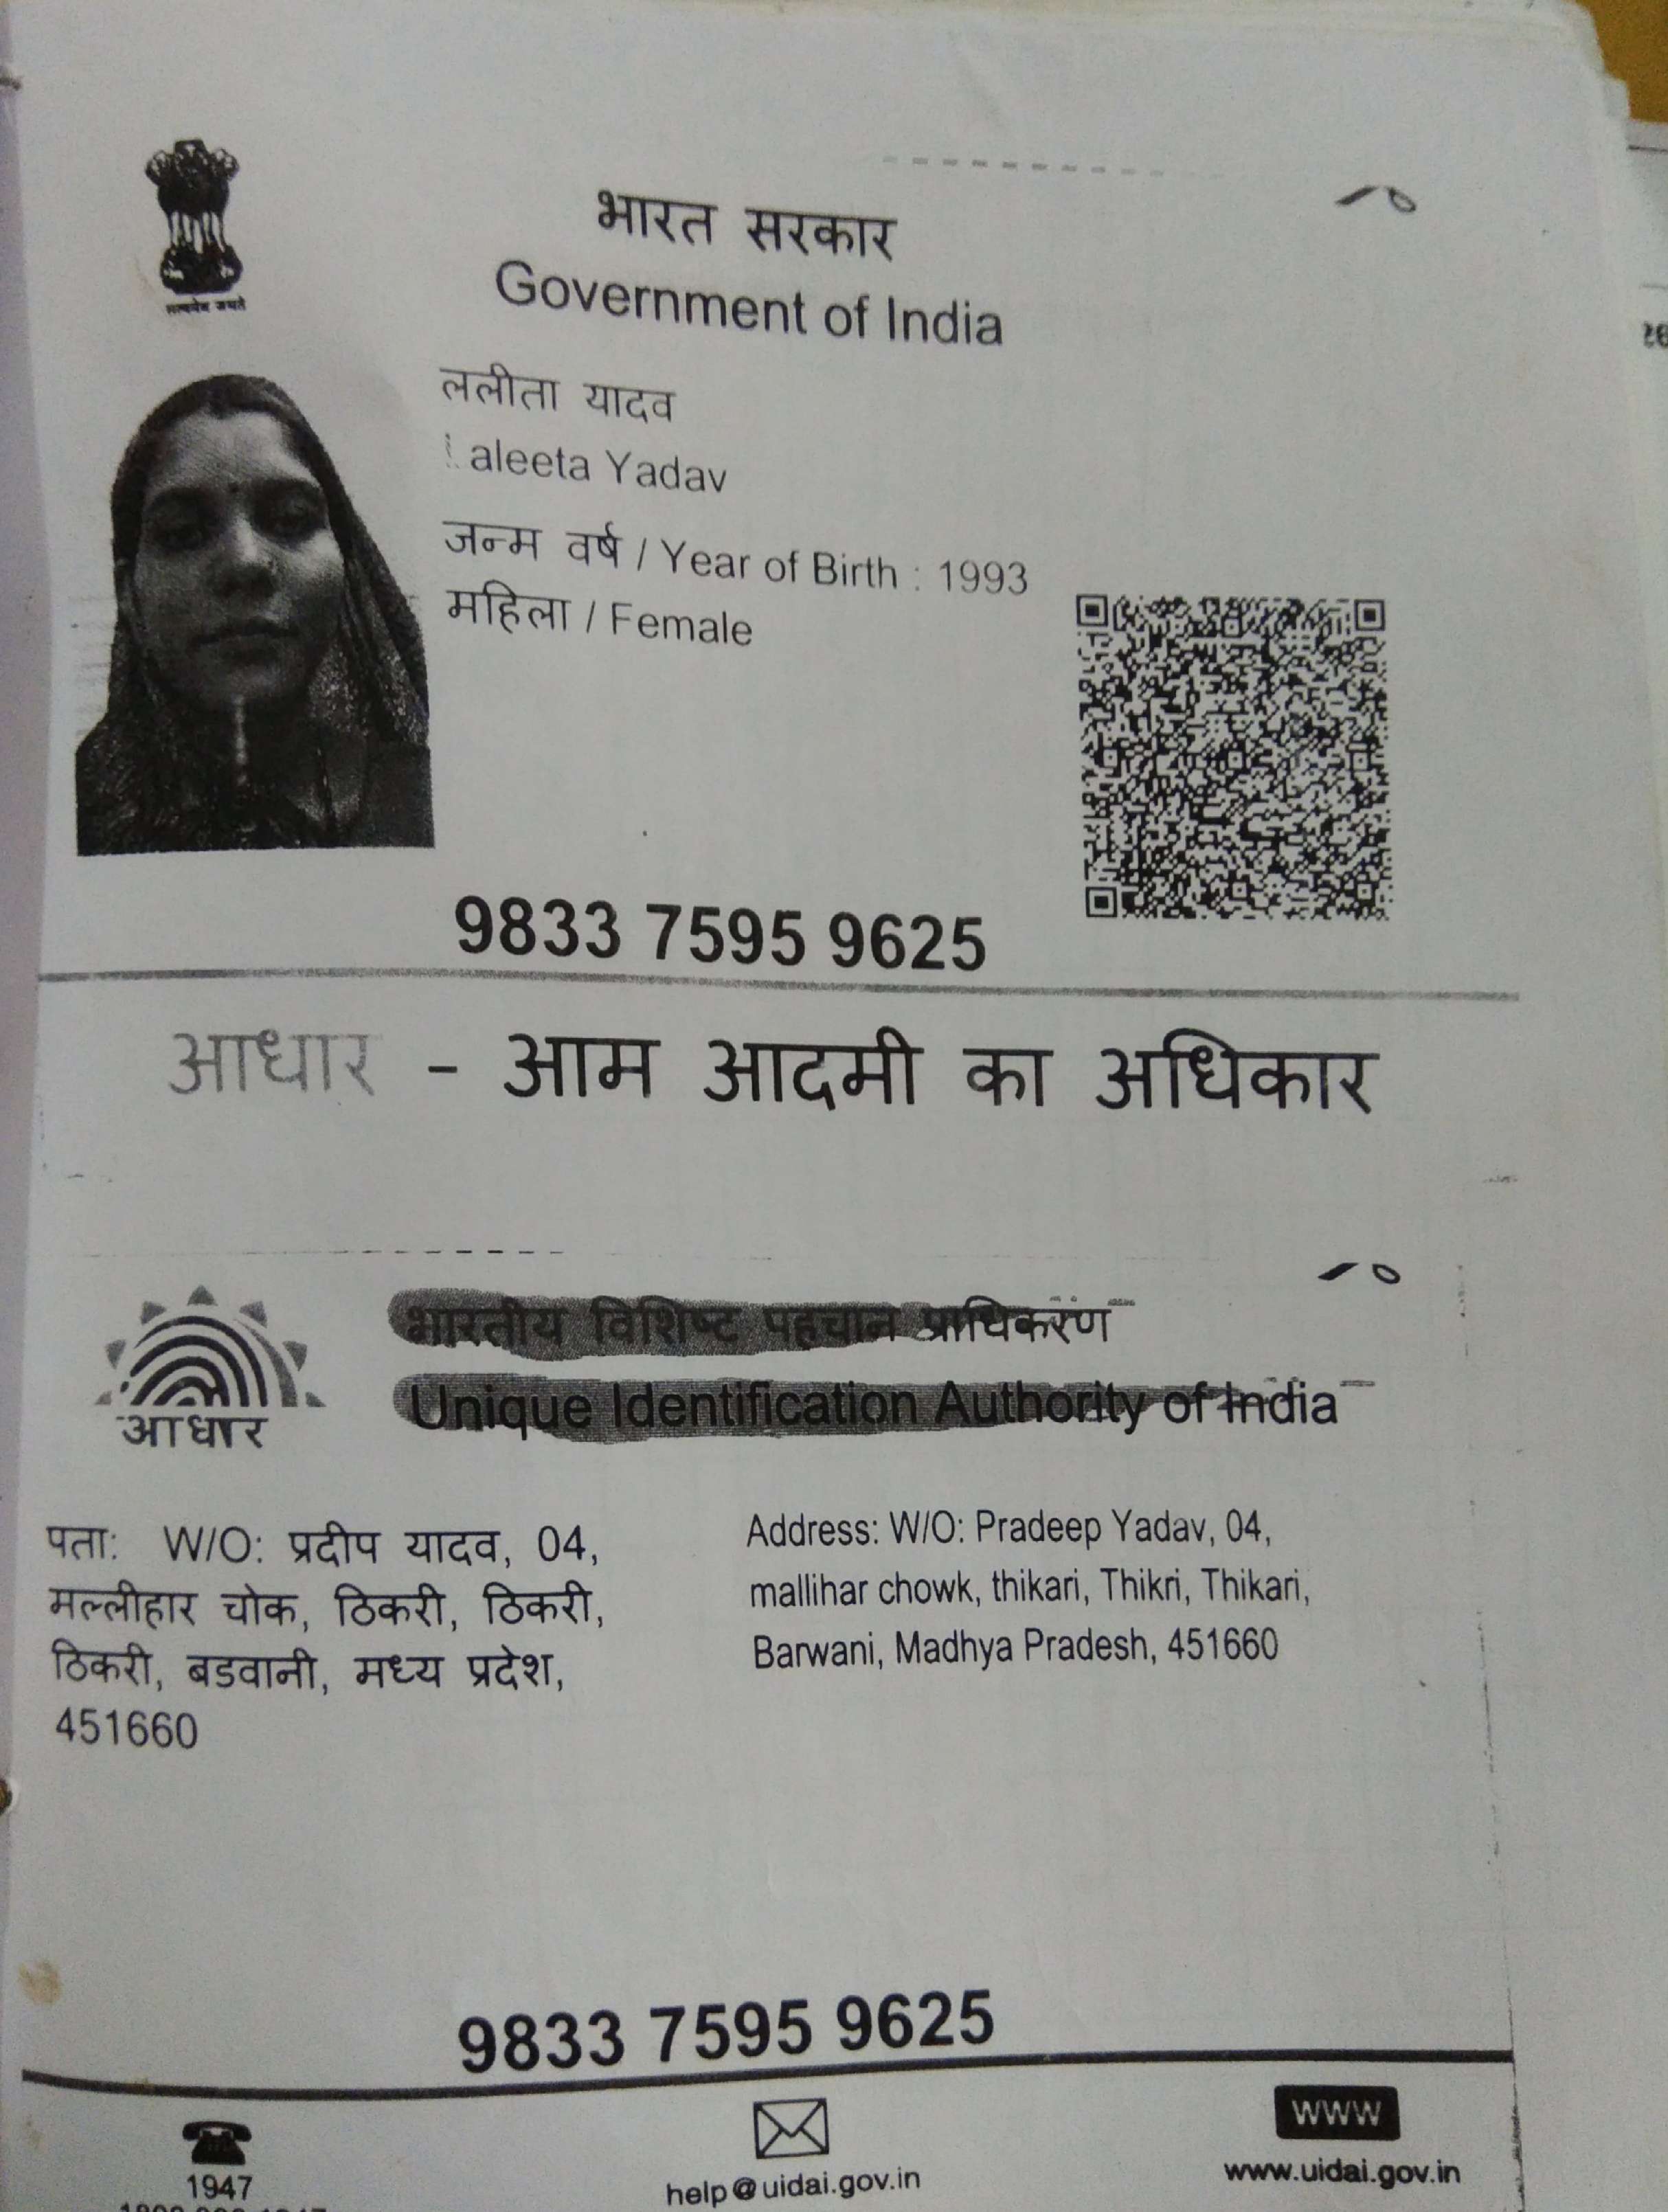 सत्यमेव जयते
भारत सरकार
Government of India
ललीता यादव
Laleeta Yadav
जन्म वर्ष / Year of Birth : 1993
महिला / Female
9833 7595 9625
आधार - आम आदमी का अधिकार
भारतीय विशिष्ट पहचान प्राधिकरण
Unique Identification Authority of India
आधार
पता: W/O: प्रदीप यादव, 04,
मल्लीहार चोक, ठिकरी, ठिकरी,
ठिकरी, बडवानी, मध्य प्रदेश,
451660
Address: W/O: Pradeep Yadav, 04,
mallihar chowk, thikari, Thikri, Thikari,
Barwani, Madhya Pradesh, 451660
9833 7595 9625
1947
help@uidai.gov.in
www
www.uidai.gov.in